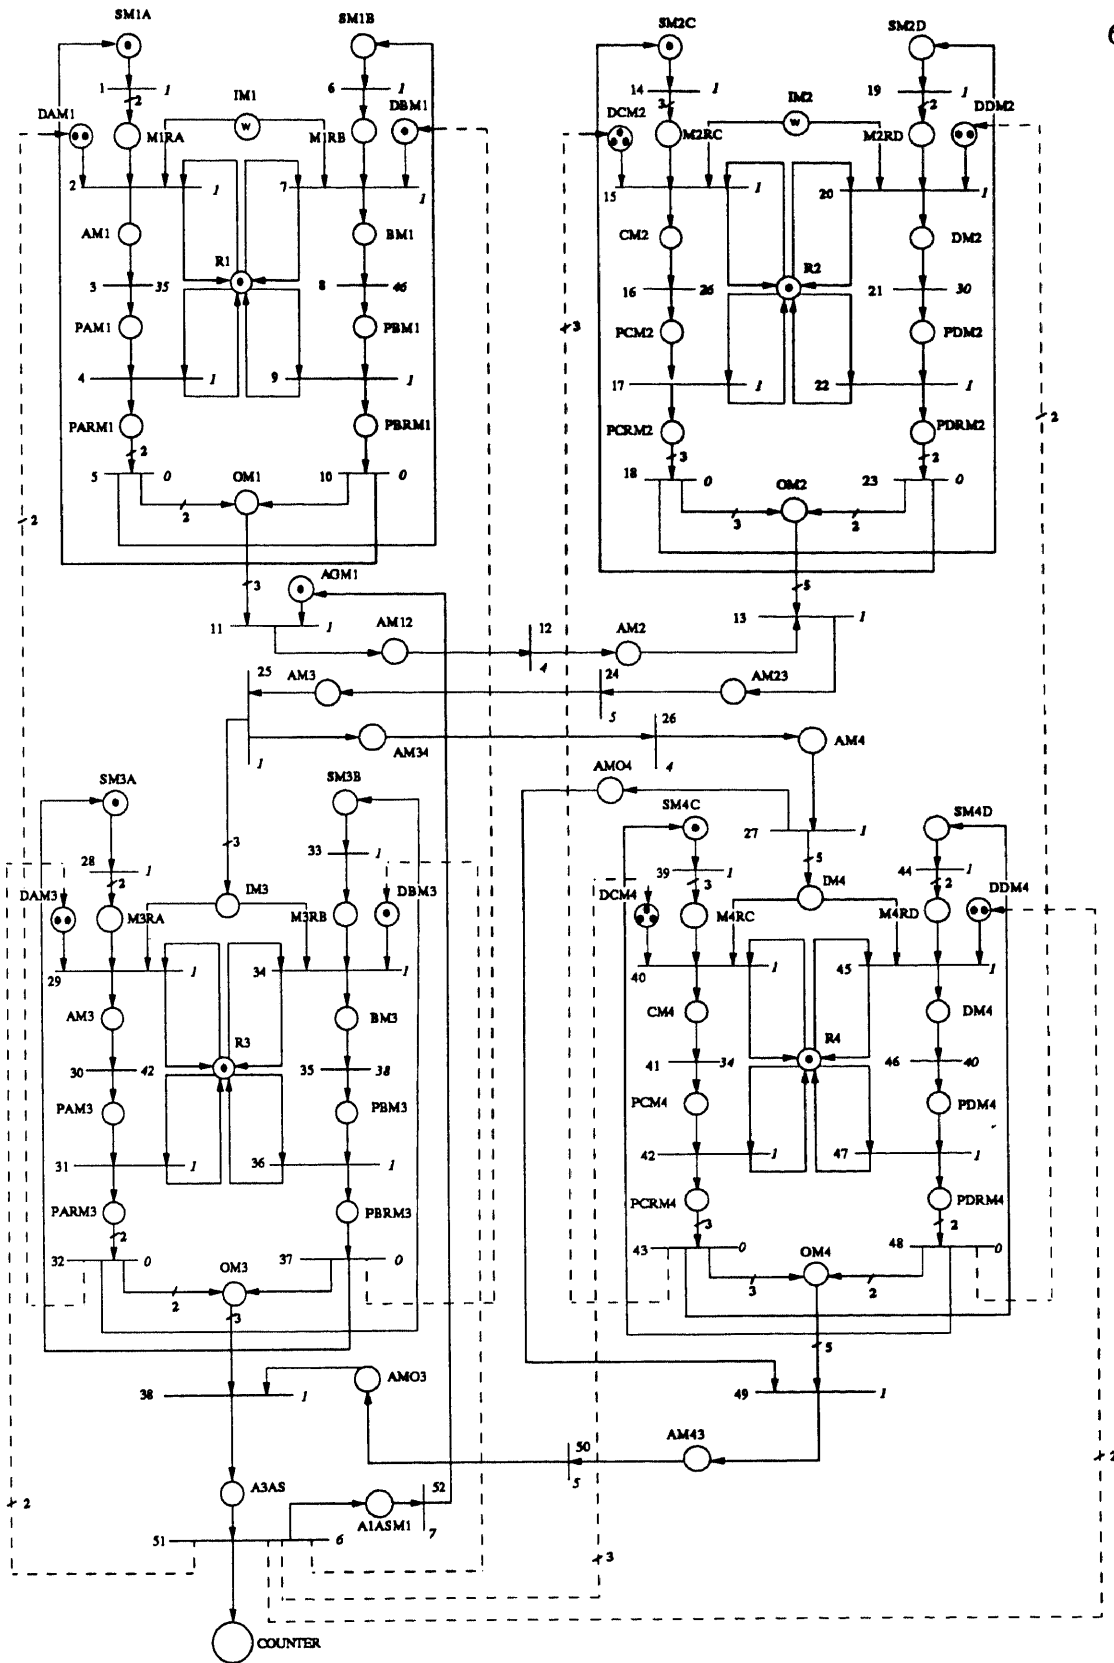 6
SM1A
SM1B
SM2C
SM2D
1
2
1
6
1
14
3
1
19
2
1
DAM1
M1RA
IM1
w
M1RB
DBM1
DCM2
M2RC
IM2
w
M2RD
DDM2
2
1
7
1
15
1
20
1
AM1
BM1
CM2
DM2
R1
R2
3
35
8
46
16
26
21
30
PAM1
PBM1
PCM2
PDM2
3
4
1
9
1
17
1
22
1
2
PARM1
PBRM1
PCRM2
PDRM2
2
3
2
5
0
OM1
10
0
18
0
OM2
23
0
2
2
3
2
3
5
AGM1
11
1
AM12
12
4
AM2
13
1
25
1
AM3
24
5
AM23
AM34
26
4
AM4
AMO4
SM3A
SM3B
SM4C
SM4D
27
1
3
5
28
2
1
33
1
39
3
1
44
2
1
DAM3
M3RA
IM3
M3RB
DBM3
DCM4
M4RC
IM4
M4RD
DDM4
29
1
34
1
40
1
45
1
AM3
BM3
CM4
DM4
R3
R4
30
42
35
38
41
34
46
40
PAM3
PBM3
PCM4
PDM4
31
1
36
1
42
1
47
1
PARM3
PBRM3
PCRM4
PDRM4
2
3
2
32
0
OM3
37
0
43
0
OM4
48
0
2
3
3
2
5
38
1
AMO3
49
1
50
5
AM43
2
A3AS
A1ASM1
52
7
2
51
6
3
COUNTER